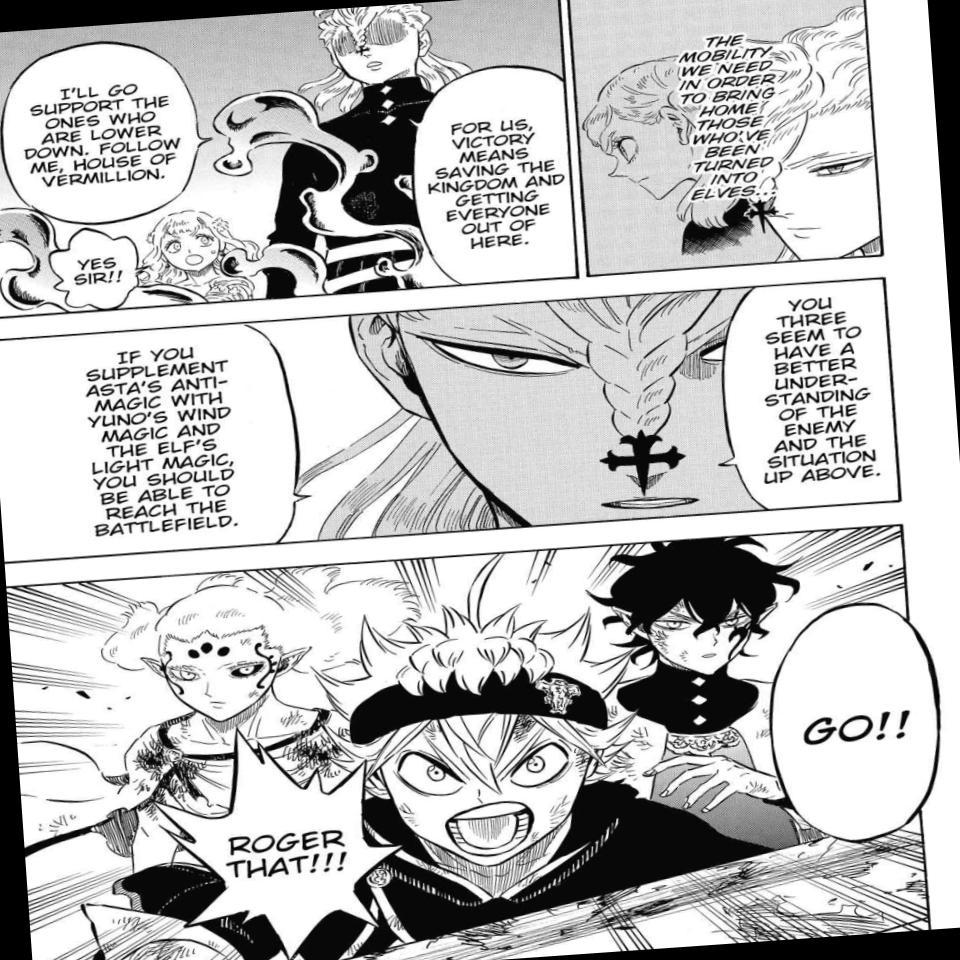 THE
MOBILITY
WE NEED
IN ORDER
TO BRING
HOME
THOSE
WHO'VE
BEEN
TURNED
INTO
ELVES...
FOR US,
VICTORY
MEANS
SAVING THE
KINGDOM AND
GETTING
EVERYONE
OUT OF
HERE.
I'LL GO
SUPPORT THE
ONES WHO
ARE LOWER
DOWN. FOLLOW
ME, HOUSE OF
VERMILLION.
YES
SIR!!
YOU
THREE
SEEM TO
HAVE A
BETTER
UNDER-
STANDING
OF THE
ENEMY
AND THE
SITUATION
UP ABOVE.
IF YOU
SUPPLEMENT
ASTA'S ANTI-
MAGIC WITH
YUNO'S WIND
MAGIC AND
THE ELF'S
LIGHT MAGIC,
YOU SHOULD
BE ABLE TO
REACH THE
BATTLEFIELD.
GO!!
ROGER
THAT!!!